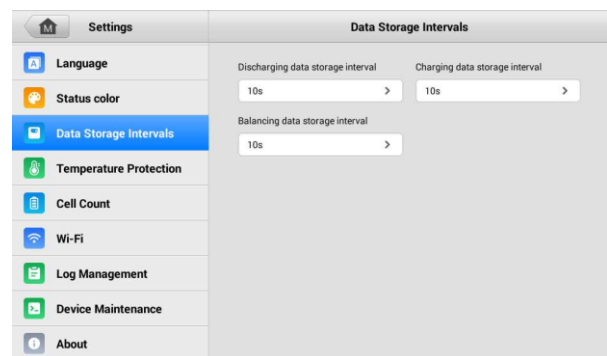 M Settings
Data Storage Intervals
Language
Status color
Data Storage Intervals
Temperature Protection
Cell Count
Wi-Fi
Log Management
Device Maintenance
About
Discharging data storage interval
Charging data storage interval
10s >
10s >
Balancing data storage interval
10s >